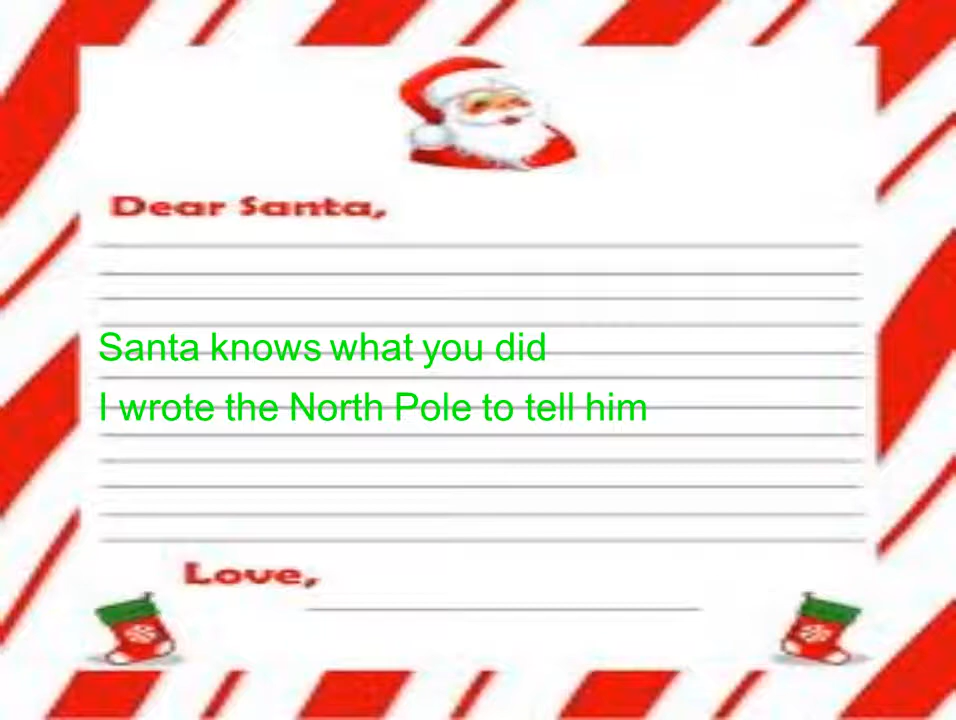 Dear Santa,
Santa knows what you did
I wrote the North Pole to tell him
Love,